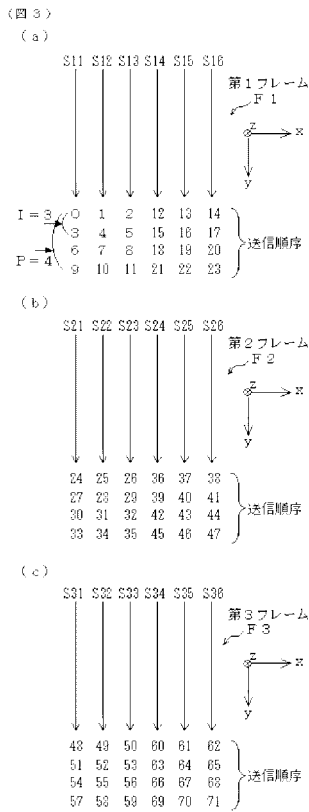 (図3)
(a)
S11 S12 S13 S14 S15 S16
第1フレーム
F1
z
x
y
I=3
P=4
0 1 2 12 13 14
3 4 5 15 16 17
6 7 8 18 19 20
9 10 11 21 22 23
送信順序
(b)
S21 S22 S23 S24 S25 S26
第2フレーム
F2
z
x
y
24 25 26 36 37 38
27 28 29 39 40 41
30 31 32 42 43 44
33 34 35 45 46 47
送信順序
(c)
S31 S32 S33 S34 S35 S36
第3フレーム
F3
z
x
y
48 49 50 60 61 62
51 52 53 63 64 65
54 55 56 66 67 68
57 58 59 69 70 71
送信順序